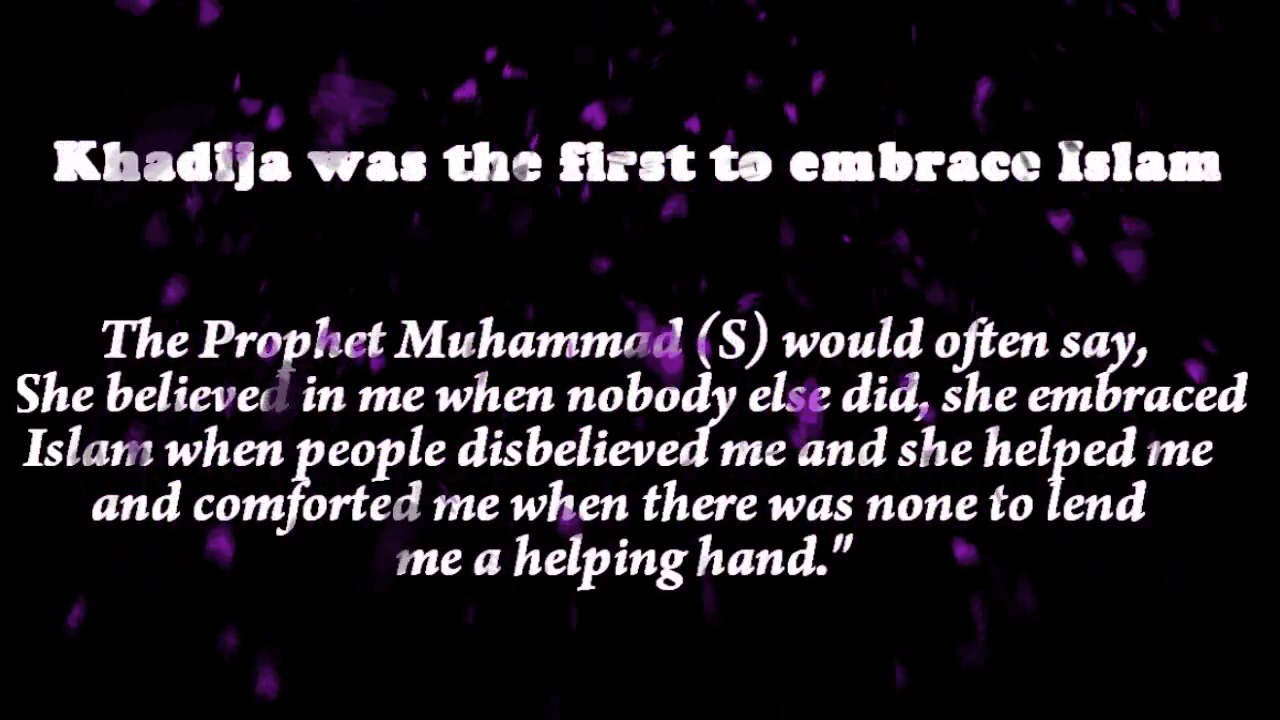 Khadija was the first to embrace Islam
The Prophet Muhammad (S) would often say,
She believed in me when nobody else did, she embraced
Islam when people disbelieved me and she helped me
and comforted me when there was none to lend
me a helping hand."